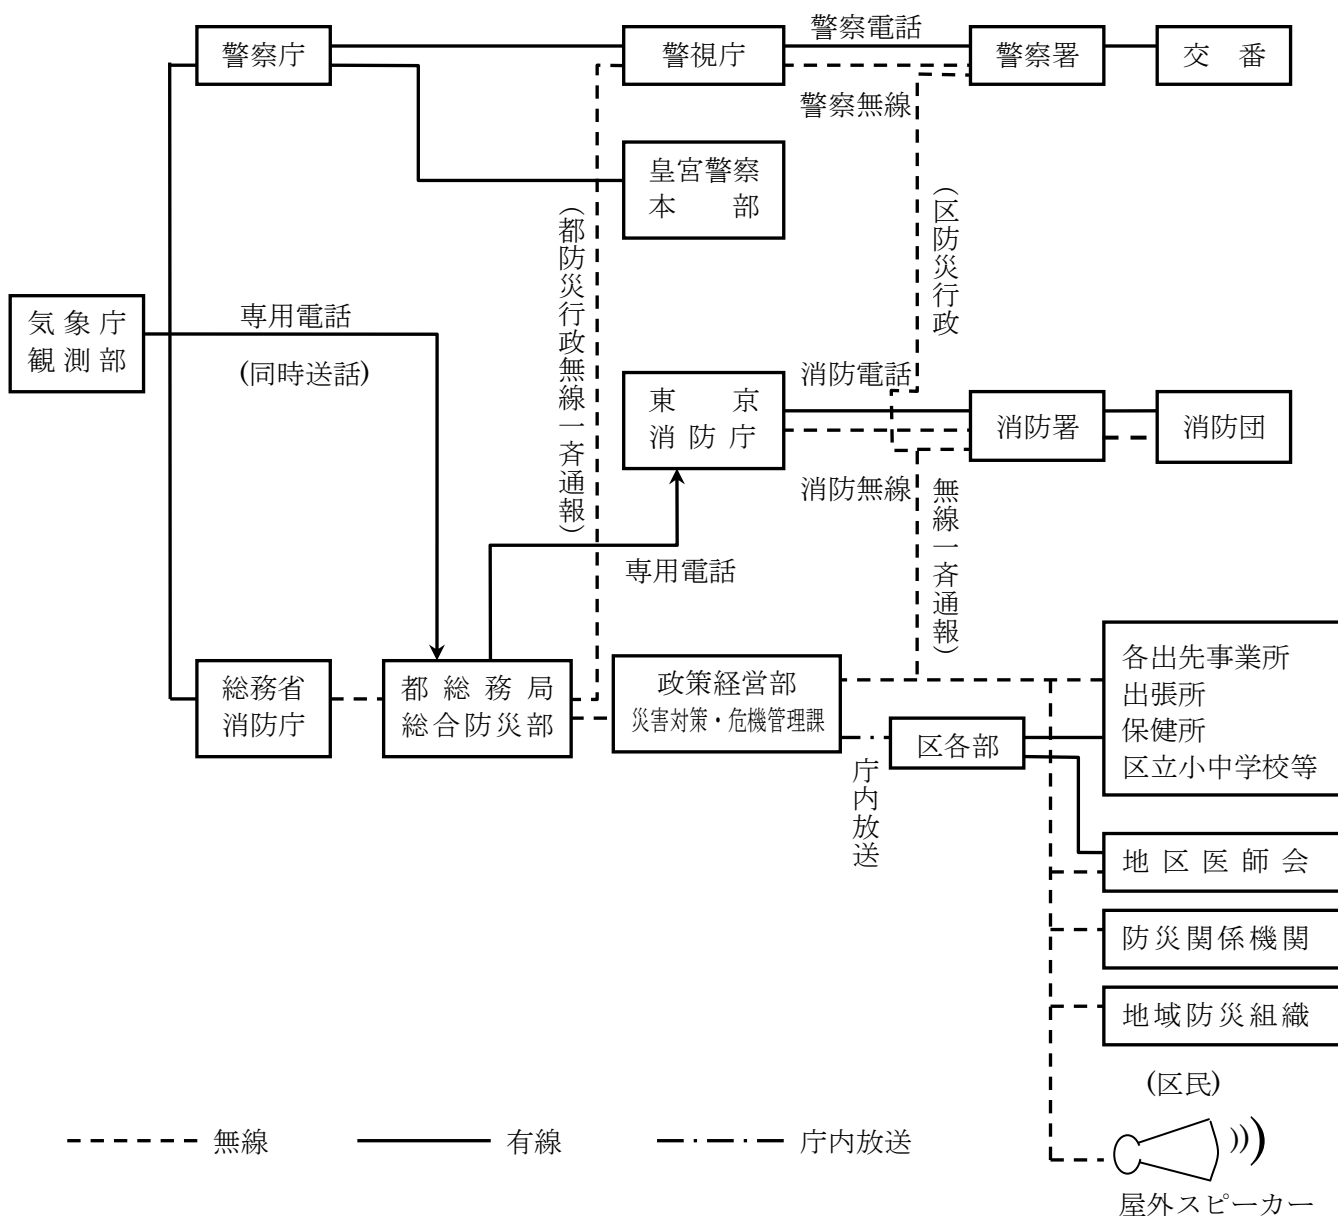 警察庁
警視庁
警察電話
警察署
交番
警察無線
皇宮警察
本部
(都防災行政無線一斉通報)
(区防災行政
無線一斉通報)
気象庁
観測部
専用電話
(同時送話)
東京
消防庁
消防電話
消防署
消防団
消防無線
専用電話
総務省
消防庁
都総務局
総合防災部
政策経営部
災害対策・危機管理課
区各部
庁内放送
各出先事業所
出張所
保健所
区立小中学校等
地区医師会
防災関係機関
地域防災組織
(区民)
屋外スピーカー
無線
有線
庁内放送